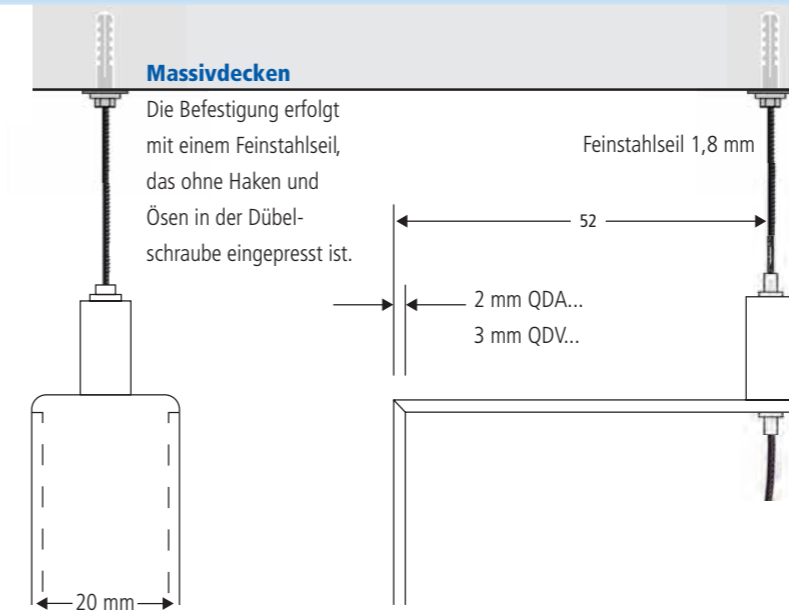 Massivdecken
Die Befestigung erfolgt
mit einem Feinstahlseil,
das ohne Haken und
Ösen in der Dübel-
schraube eingepresst ist.
Feinstahlseil 1,8 mm
52
2 mm QDA...
3 mm QDV...
20 mm